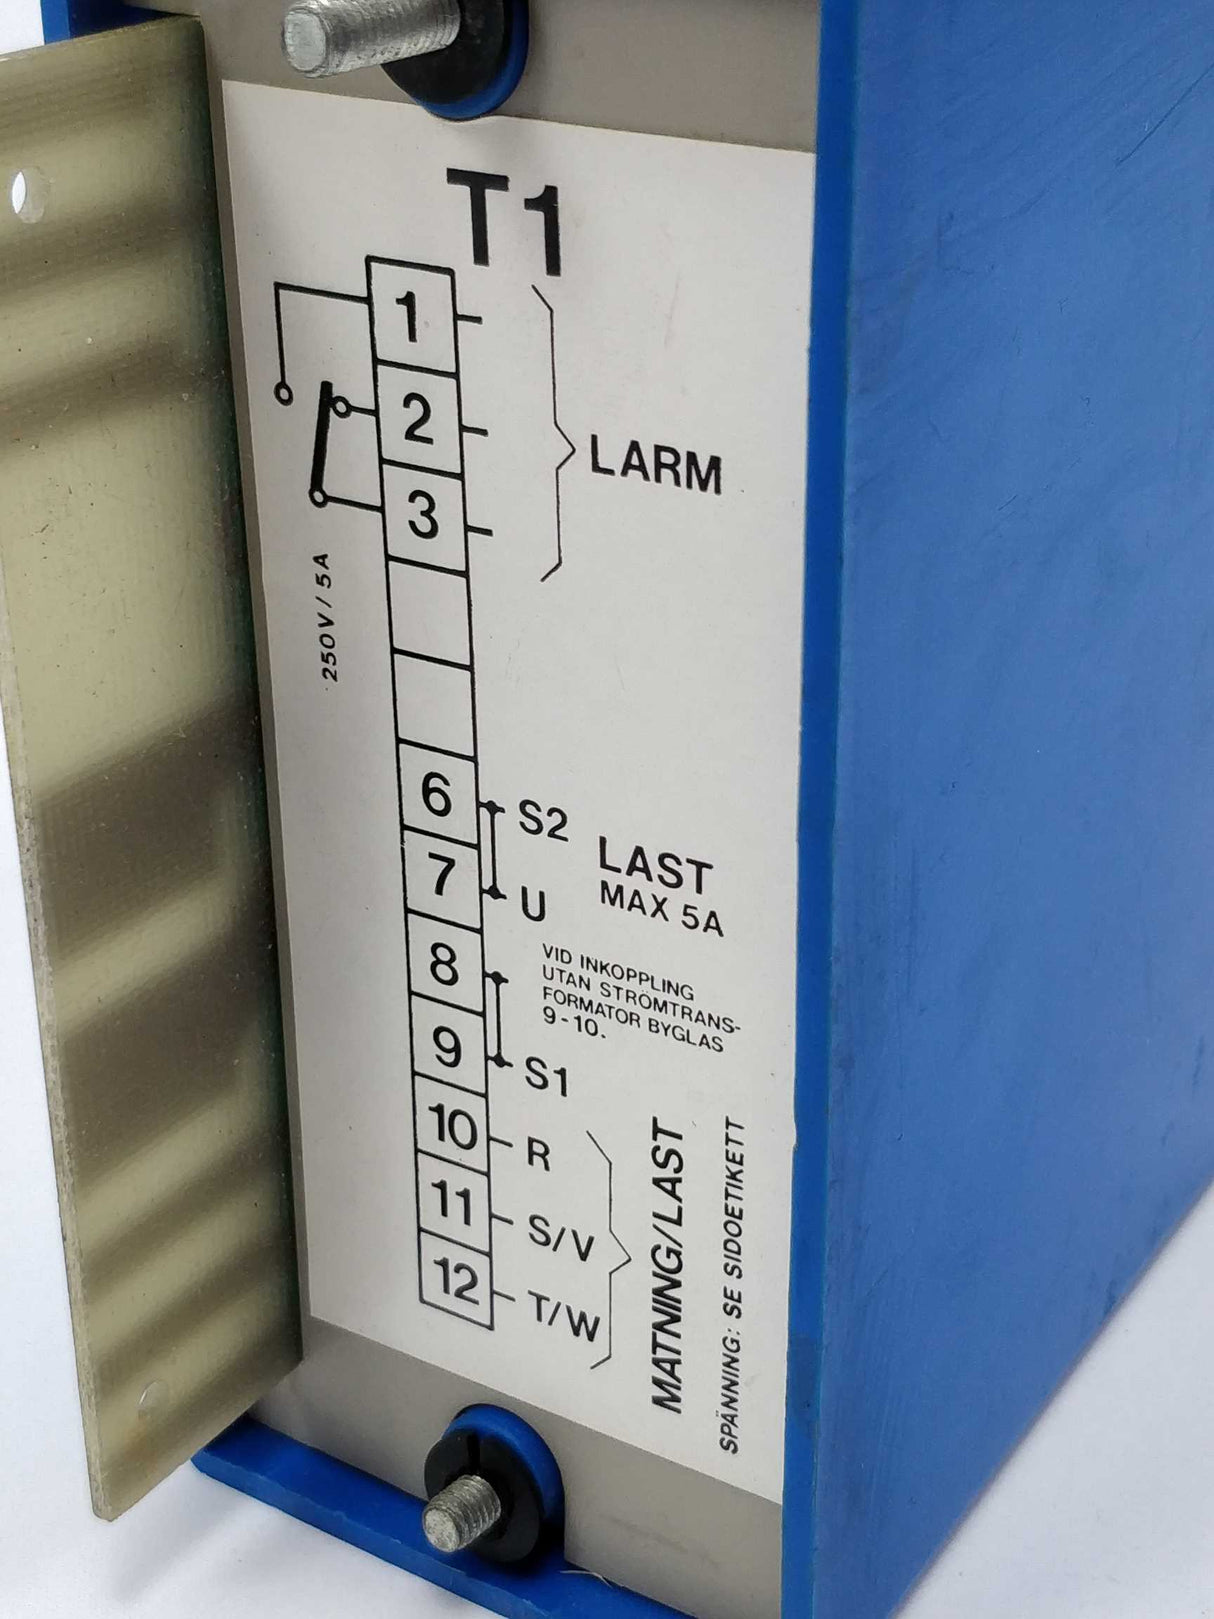 T1
1
2
3
LARM
250V/5A
6
S2
7
U
LAST
MAX 5A
8
9
S1
VID INKOPPLING
UTAN STRÖMTRANS-
FORMATOR BYGLAS
9-10.
10
R
11
S/V
12
T/W
MATNING/LAST
SPÄNNING: SE SIDOETIKETT